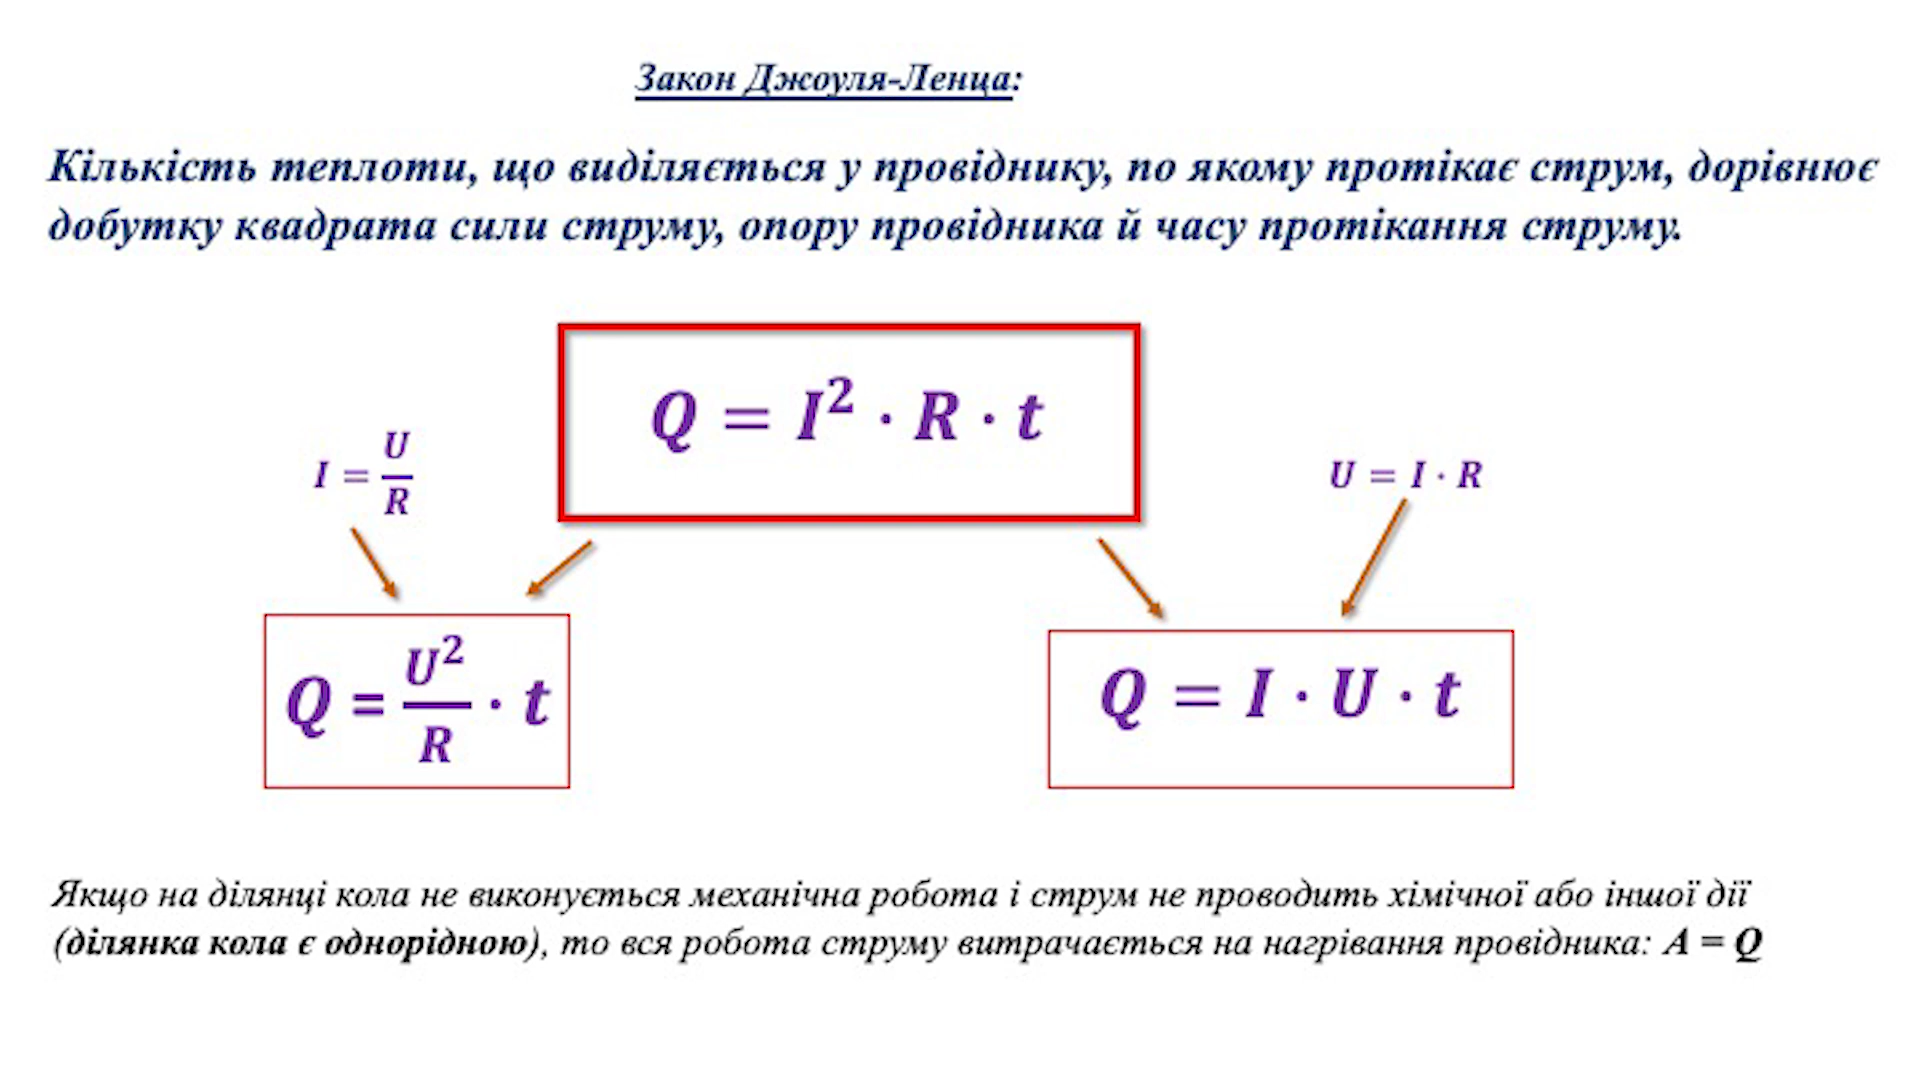 Закон Джоуля-Ленца:
Кількість теплоти, що виділяється у провіднику, по якому протікає струм, дорівнює
добутку квадрата сили струму, опору провідника й часу протікання струму.
Q = I² · R · t
I = U/R
U = I · R
Q = U²/R · t
Q = I · U · t
Якщо на ділянці кола не виконується механічна робота і струм не проводить хімічної або іншої дії
(ділянка кола є однорідною), то вся робота струму витрачається на нагрівання провідника: A = Q